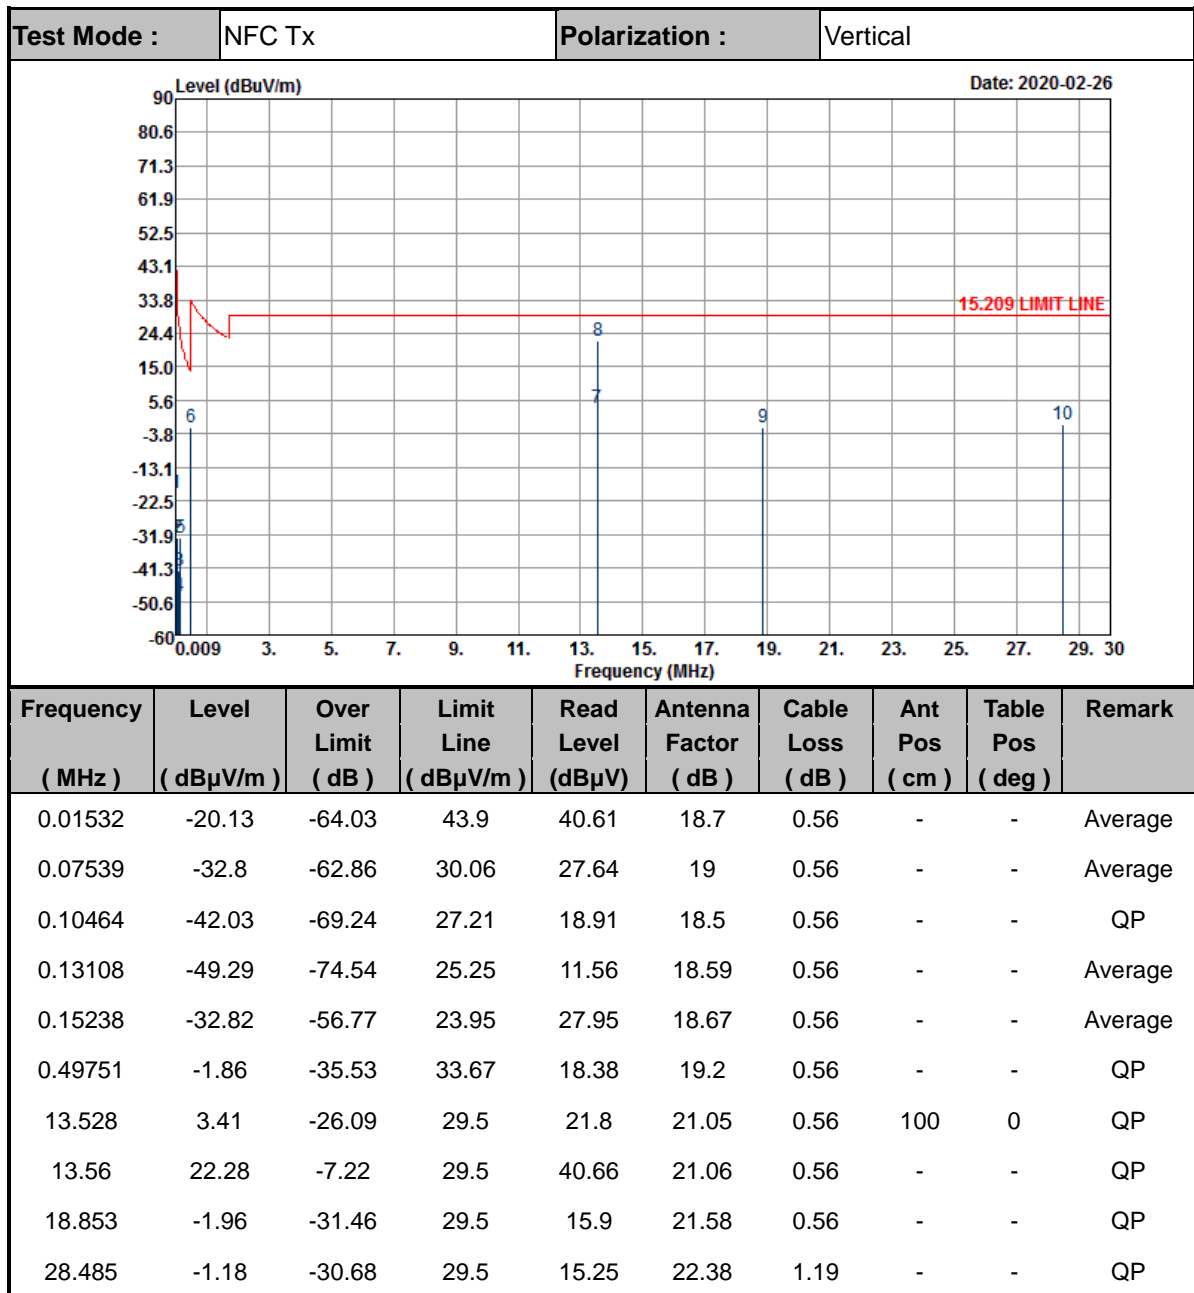 Test Mode : NFC Tx Polarization : Vertical
Level (dBuV/m) Date: 2020-02-26
90
80.6
71.3
61.9
52.5
43.1
33.8
15.209 LIMIT LINE
24.4
8
15.0
7
5.6
6 9 10
-3.8
-13.1
-22.5
5
-31.9
3
-41.3
4
-50.6
-60
0.009 3. 5. 7. 9. 11. 13. 15. 17. 19. 21. 23. 25. 27. 29. 30
Frequency (MHz)
Frequency Level Over Limit Read Antenna Cable Ant Table Remark
Limit Line Level Factor Loss Pos Pos
( MHz ) ( dBµV/m ) ( dB ) ( dBµV/m ) (dBµV) ( dB ) ( dB ) ( cm ) ( deg )
0.01532 -20.13 -64.03 43.9 40.61 18.7 0.56 - - Average
0.07539 -32.8 -62.86 30.06 27.64 19 0.56 - - Average
0.10464 -42.03 -69.24 27.21 18.91 18.5 0.56 - - QP
0.13108 -49.29 -74.54 25.25 11.56 18.59 0.56 - - Average
0.15238 -32.82 -56.77 23.95 27.95 18.67 0.56 - - Average
0.49751 -1.86 -35.53 33.67 18.38 19.2 0.56 - - QP
13.528 3.41 -26.09 29.5 21.8 21.05 0.56 100 0 QP
13.56 22.28 -7.22 29.5 40.66 21.06 0.56 - - QP
18.853 -1.96 -31.46 29.5 15.9 21.58 0.56 - - QP
28.485 -1.18 -30.68 29.5 15.25 22.38 1.19 - - QP